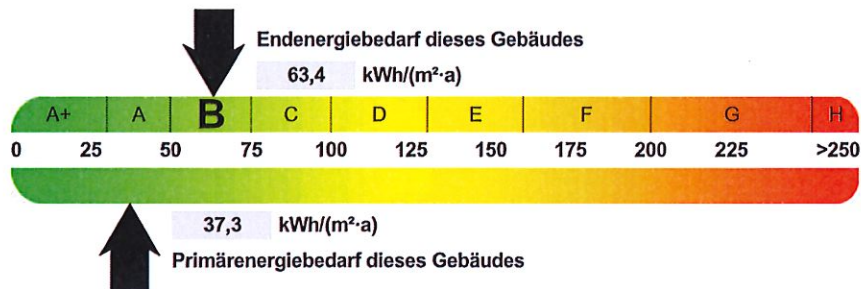 Endenergiebedarf dieses Gebäudes
63,4 kWh/(m²·a)
A+ A B C D E F G H
0 25 50 75 100 125 150 175 200 225 >250
37,3 kWh/(m²·a)
Primärenergiebedarf dieses Gebäudes